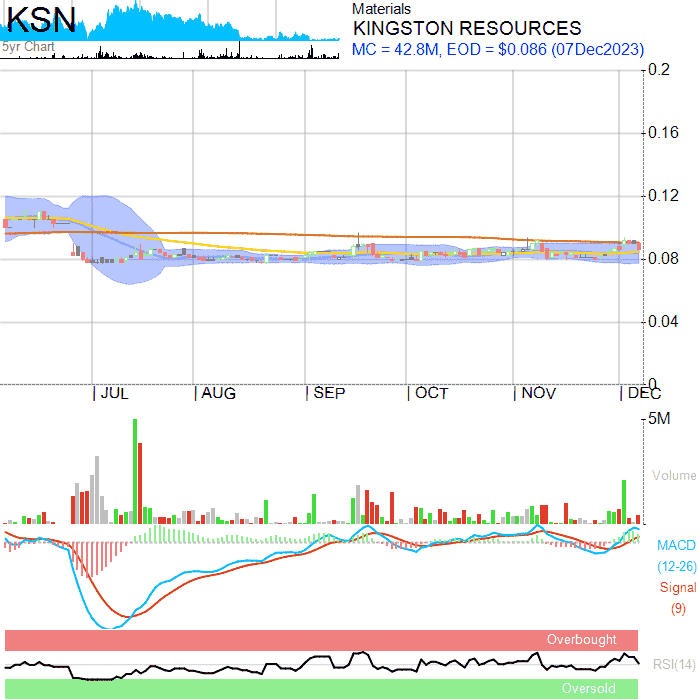 KSN
5yr Chart
Materials
KINGSTON RESOURCES
MC = 42.8M, EOD = $0.086 (07Dec2023)
0.2
0.16
0.12
0.08
0.04
0
JUL AUG SEP OCT NOV DEC
5M
Volume
MACD
(12-26)
Signal
(9)
Overbought
RSI(14)
Oversold